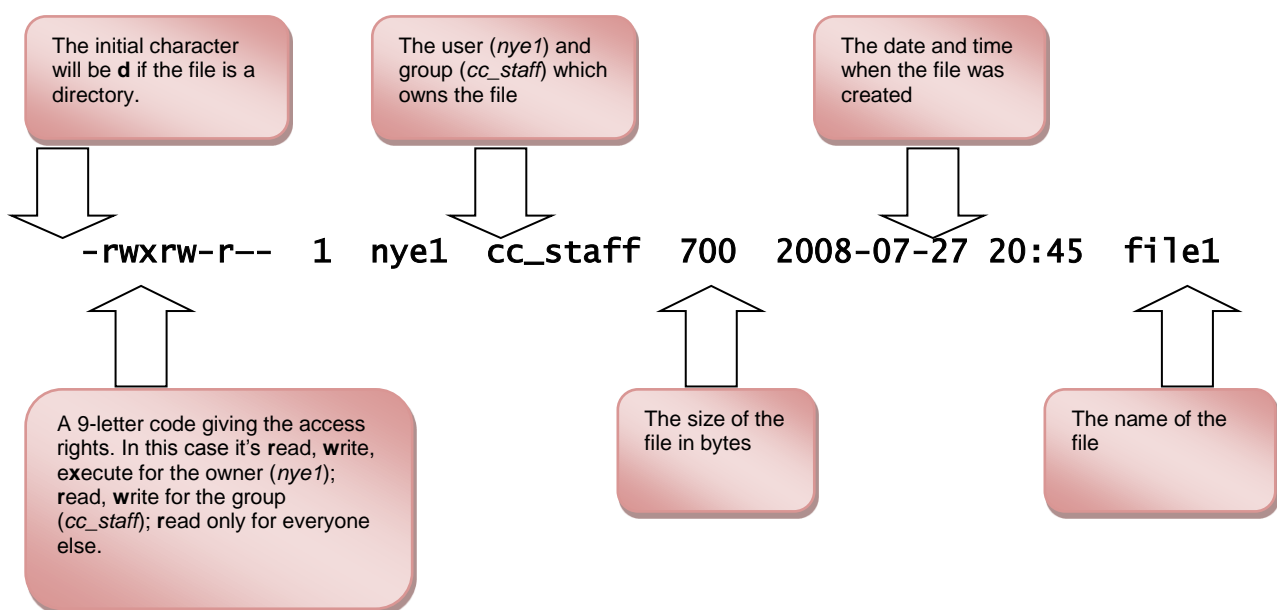 The initial character
will be d if the file is a
directory.
The user (nye1) and
group (cc_staff) which
owns the file
The date and time
when the file was
created
-rwxrw-r-- 1 nye1 cc_staff 700 2008-07-27 20:45 file1
A 9-letter code giving the access
rights. In this case it's read, write,
execute for the owner (nye1);
read, write for the group
(cc_staff); read only for everyone
else.
The size of the
file in bytes
The name of the
file